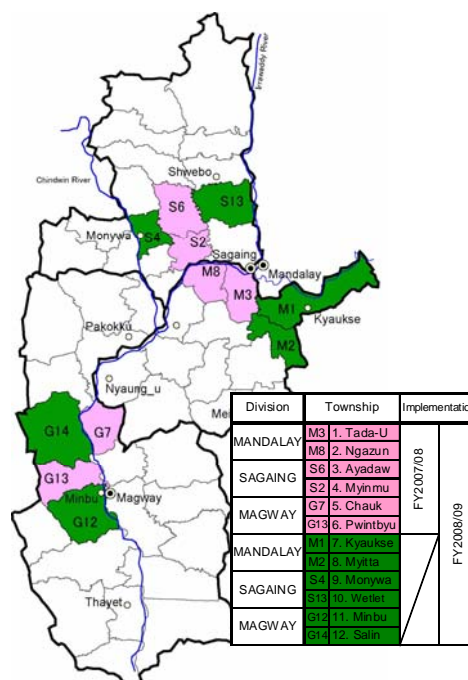 Irrawaddy River
Chindwin River
Shwebo
S6
S13
Monywa
S4
S2
Sagaing
Mandalay
M8
M3
M1
Kyaukse
Pakokku
M2
Nyaung_u
G14
G7
G13
Minbu
Magway
G12
Thayet
Division Township Implementatio
MANDALAY M3 1. Tada-U
M8 2. Ngazun
SAGAING S6 3. Ayadaw
S2 4. Myinmu
MAGWAY G7 5. Chauk
G13 6. Pwintbyu
MANDALAY M1 7. Kyaukse
M2 8. Myitta
SAGAING S4 9. Monywa
S13 10. Wetlet
MAGWAY G12 11. Minbu
G14 12. Salin
FY2007/08
FY2008/09